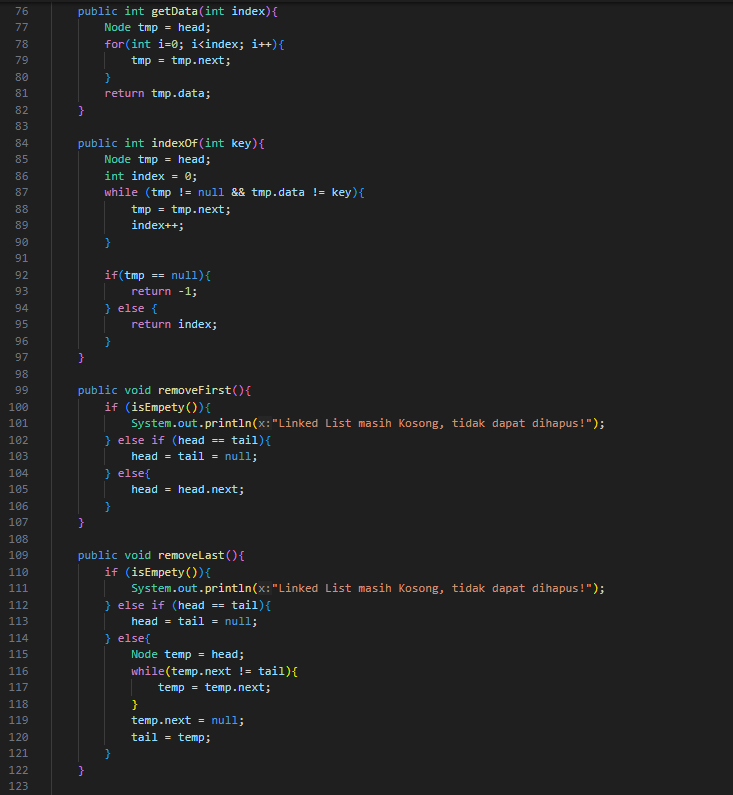 76 public int getData(int index){
77 Node tmp = head;
78 for(int i=0; i<index; i++){
79 tmp = tmp.next;
80 }
81 return tmp.data;
82 }
83
84 public int indexOf(int key){
85 Node tmp = head;
86 int index = 0;
87 while (tmp != null && tmp.data != key){
88 tmp = tmp.next;
89 index++;
90 }
91
92 if(tmp == null){
93 return -1;
94 } else {
95 return index;
96 }
97 }
98
99 public void removeFirst(){
100 if (isEmpety()){
101 System.out.println(x:"Linked List masih Kosong, tidak dapat dihapus!");
102 } else if (head == tail){
103 head = tail = null;
104 } else{
105 head = head.next;
106 }
107 }
108
109 public void removeLast(){
110 if (isEmpety()){
111 System.out.println(x:"Linked List masih Kosong, tidak dapat dihapus!");
112 } else if (head == tail){
113 head = tail = null;
114 } else{
115 Node temp = head;
116 while(temp.next != tail){
117 temp = temp.next;
118 }
119 temp.next = null;
120 tail = temp;
121 }
122 }
123